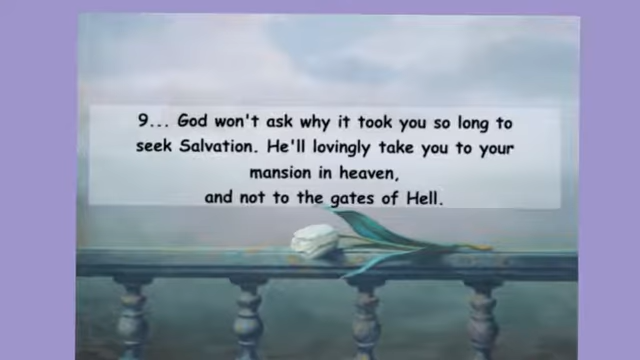 9... God won't ask why it took you so long to
seek Salvation. He'll lovingly take you to your
mansion in heaven,
and not to the gates of Hell.